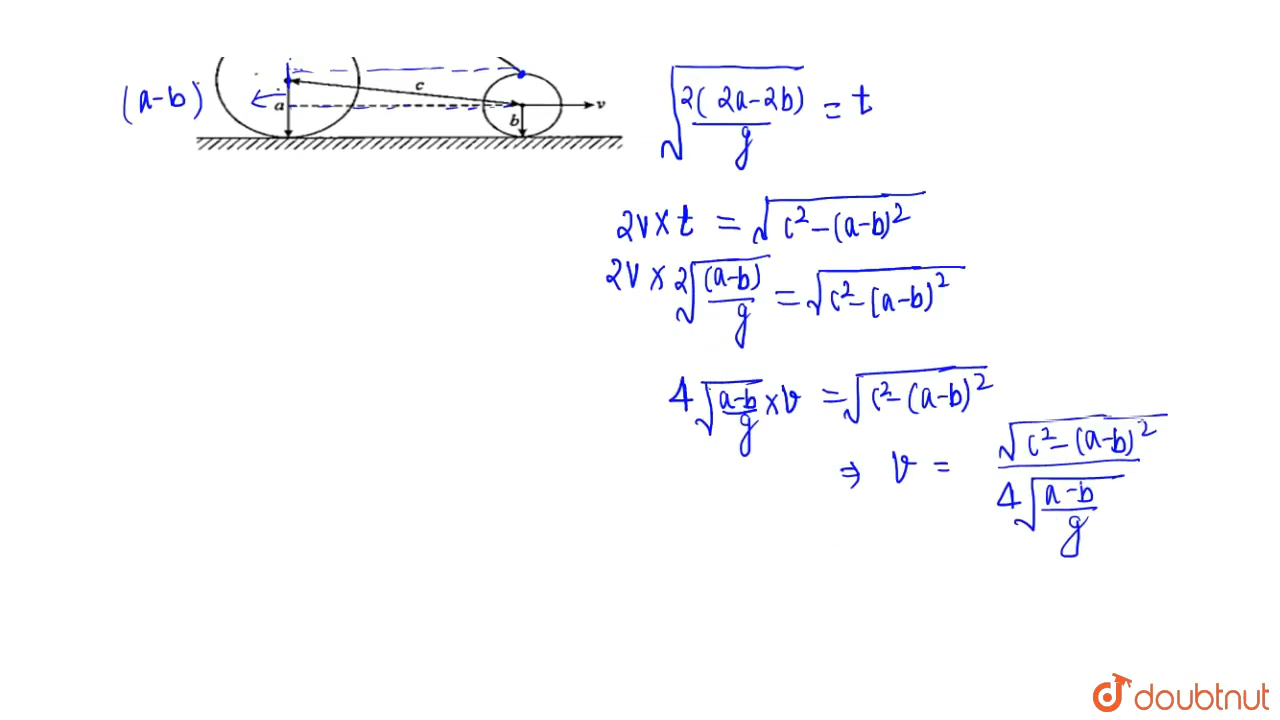 (a-b)
a
c
b
v
√(2(2a-2b)/g) = t
2v×t = √(c²-(a-b)²)
2v×2√((a-b)/g) = √(c²-(a-b)²)
4√(a-b/g) ×v = √(c²-(a-b)²)
⇒ v = √(c²-(a-b)²) / 4√(a-b/g)
doubtnut